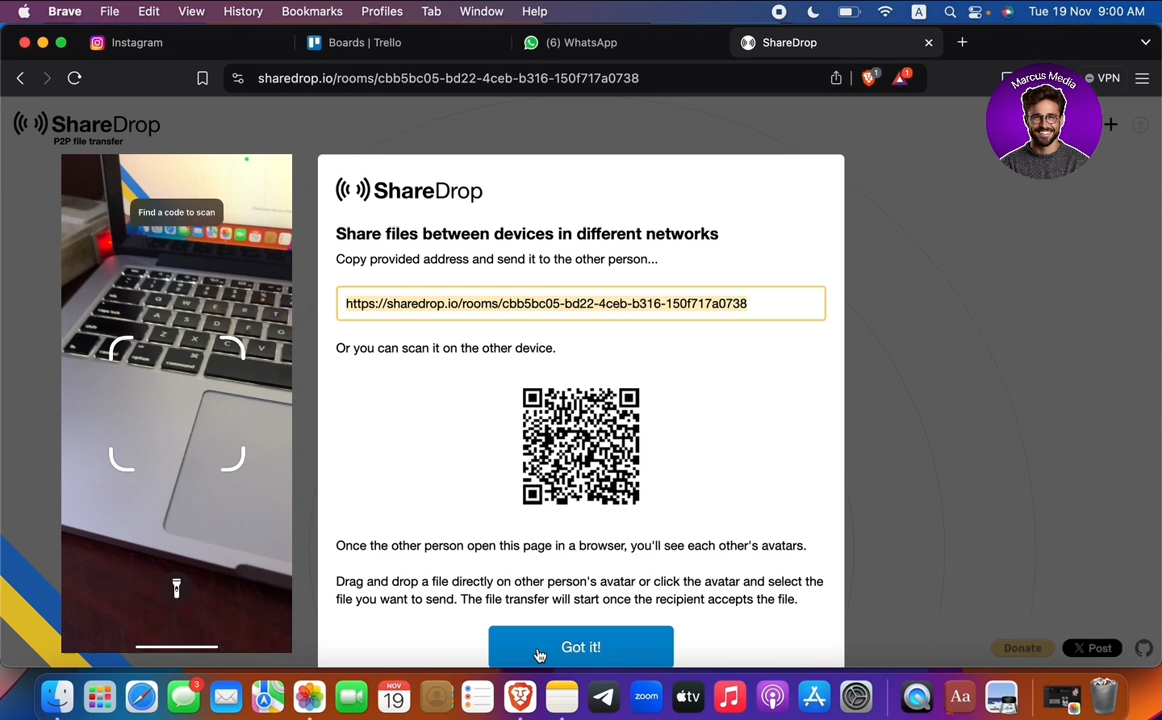 Brave File Edit View History Bookmarks Profiles Tab Window Help A Tue 19 Nov 9:00 AM
Instagram Boards | Trello (6) WhatsApp ShareDrop
sharedrop.io/rooms/cbb5bc05-bd22-4ceb-b316-150f717a0738 1 1 VPN
Marcus Media
ShareDrop
P2P file transfer
Find a code to scan
ShareDrop
Share files between devices in different networks
Copy provided address and send it to the other person...
https://sharedrop.io/rooms/cbb5bc05-bd22-4ceb-b316-150f717a0738
Or you can scan it on the other device.
Once the other person open this page in a browser, you'll see each other's avatars.
Drag and drop a file directly on other person's avatar or click the avatar and select the
file you want to send. The file transfer will start once the recipient accepts the file.
Got it!
Donate Post
3 NOV 19 zoom tv Aa